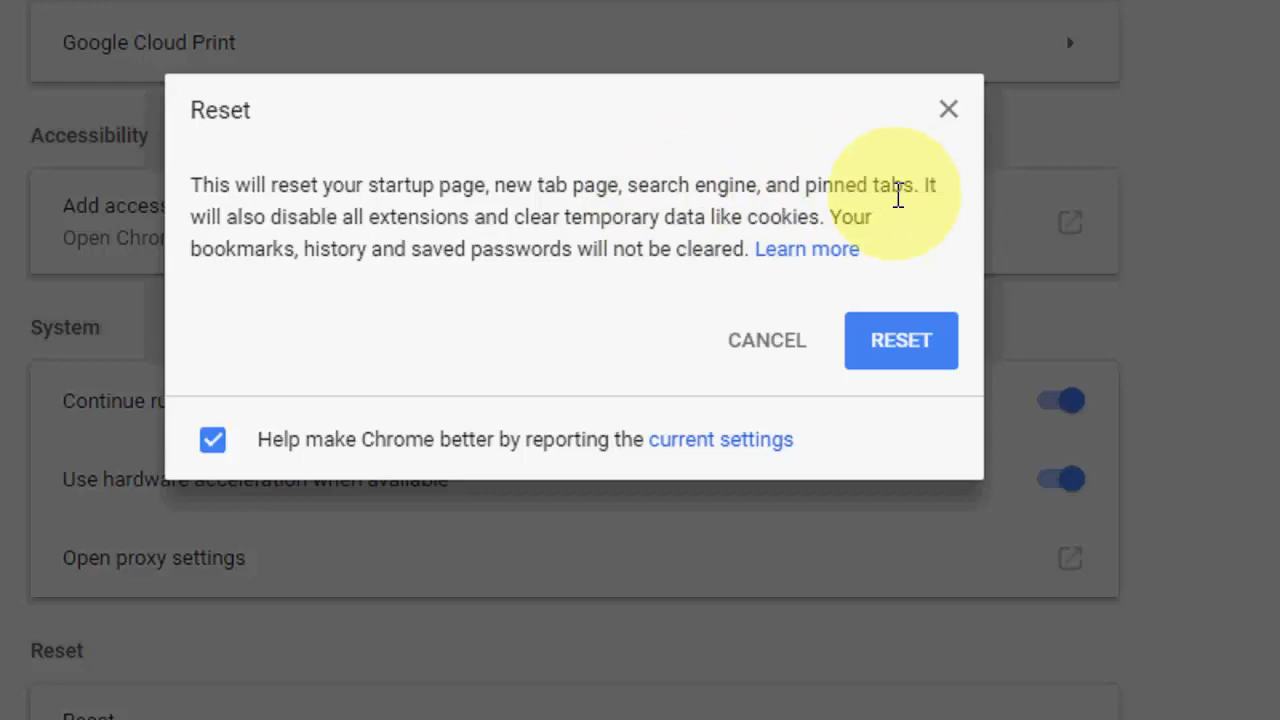 Google Cloud Print
Reset
Accessibility
This will reset your startup page, new tab page, search engine, and pinned tabs. It
will also disable all extensions and clear temporary data like cookies. Your
bookmarks, history and saved passwords will not be cleared. Learn more
Add acces
Open Chro
System
CANCEL
RESET
Continue ru
Help make Chrome better by reporting the current settings
Use hardware acceleration when available
Open proxy settings
Reset
Reset